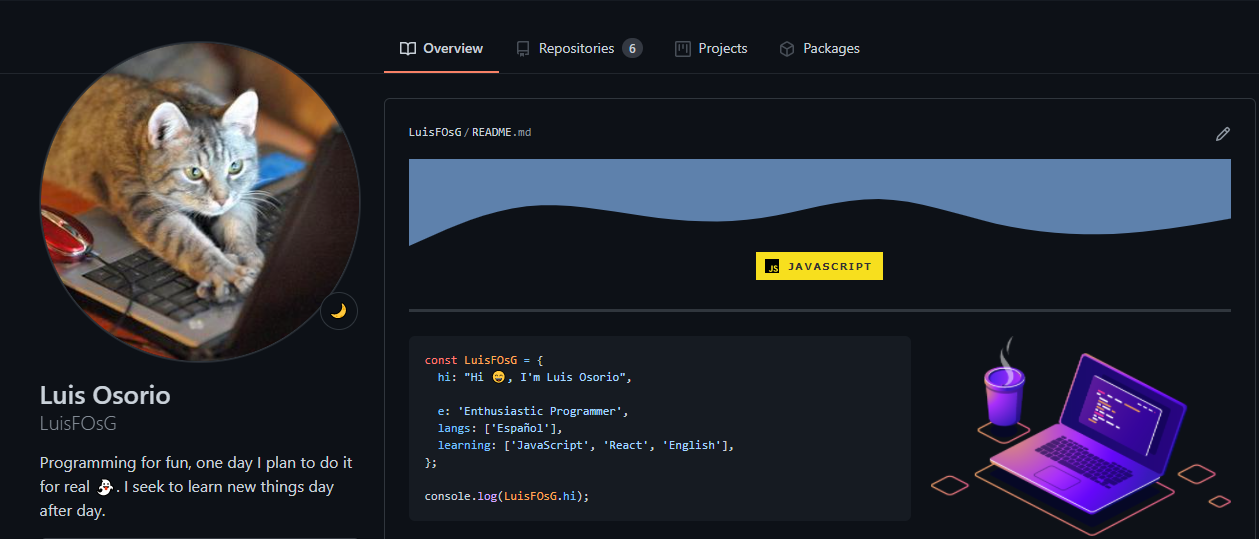 Overview
Repositories 6
Projects
Packages
LuisFOsG/README.md
JS JAVASCRIPT
const LuisFOsG = {
hi: "Hi 😄, I'm Luis Osorio",
e: 'Enthusiastic Programmer',
langs: ['Español'],
learning: ['JavaScript', 'React', 'English'],
};
console.log(LuisFOsG.hi);
Luis Osorio
LuisFOsG
Programming for fun, one day I plan to do it
for real 👻. I seek to learn new things day
after day.